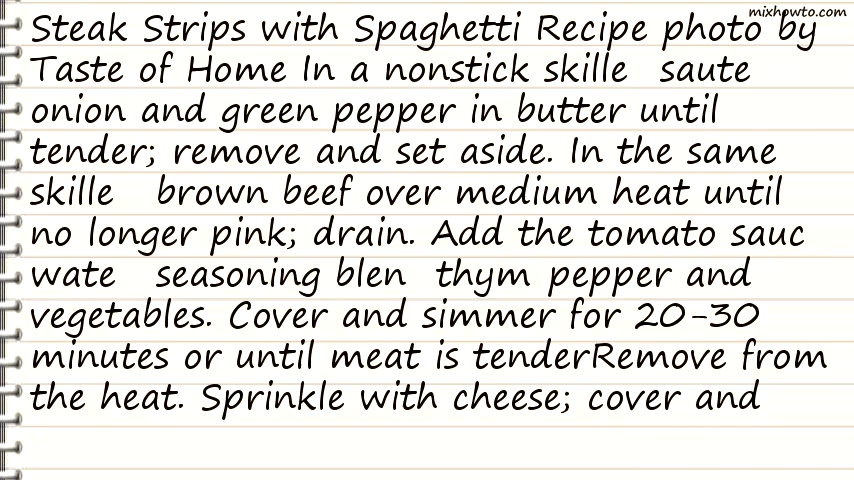 mixhowto.com
Steak Strips with Spaghetti Recipe photo by
Taste of Home In a nonstick skille saute
onion and green pepper in butter until
tender; remove and set aside. In the same
skille brown beef over medium heat until
no longer pink; drain. Add the tomato sauc
wate seasoning blen thym pepper and
vegetables. Cover and simmer for 20-30
minutes or until meat is tenderRemove from
the heat. Sprinkle with cheese; cover and